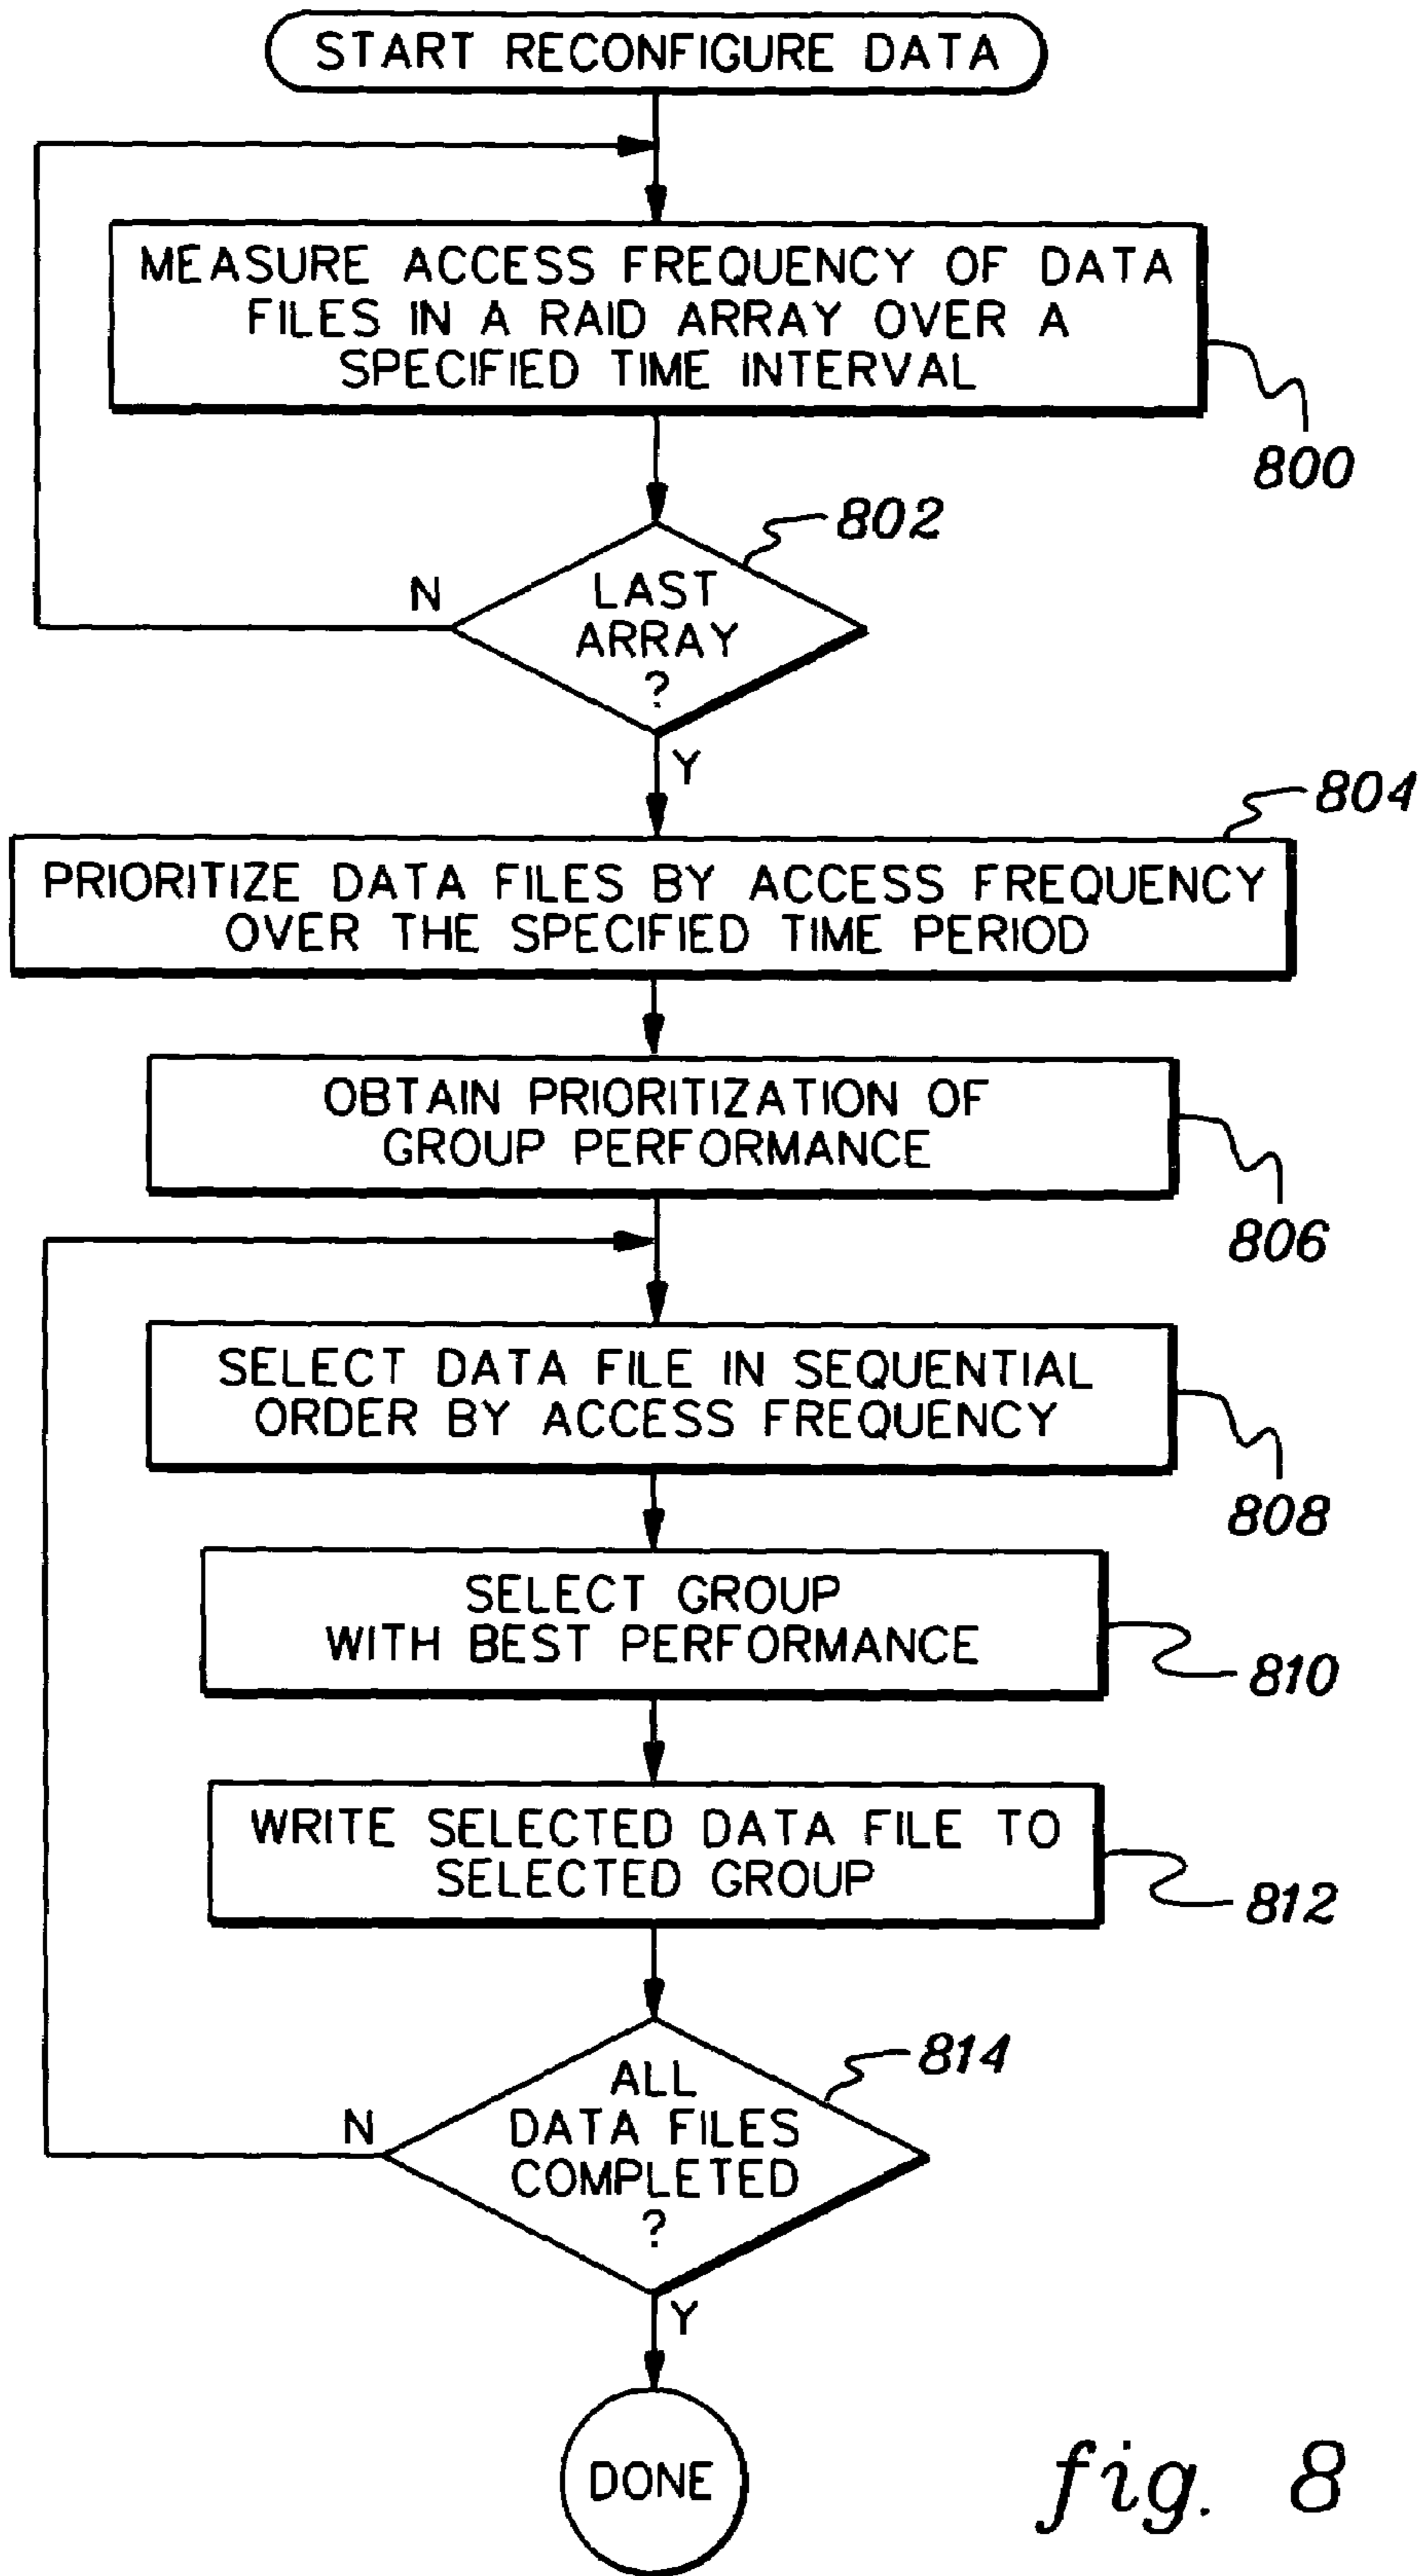 START RECONFIGURE DATA
MEASURE ACCESS FREQUENCY OF DATA
FILES IN A RAID ARRAY OVER A
SPECIFIED TIME INTERVAL
800
802
LAST
ARRAY
?
N
Y
804
PRIORITIZE DATA FILES BY ACCESS FREQUENCY
OVER THE SPECIFIED TIME PERIOD
OBTAIN PRIORITIZATION OF
GROUP PERFORMANCE
806
SELECT DATA FILE IN SEQUENTIAL
ORDER BY ACCESS FREQUENCY
808
SELECT GROUP
WITH BEST PERFORMANCE
810
WRITE SELECTED DATA FILE TO
SELECTED GROUP
812
814
ALL
DATA FILES
COMPLETED
?
N
Y
DONE
fig. 8